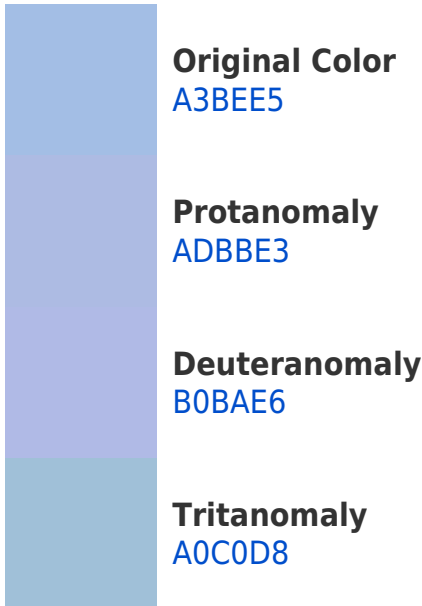 Original Color
A3BEE5
Protanomaly
ADBBE3
Deuteranomaly
B0BAE6
Tritanomaly
A0C0D8